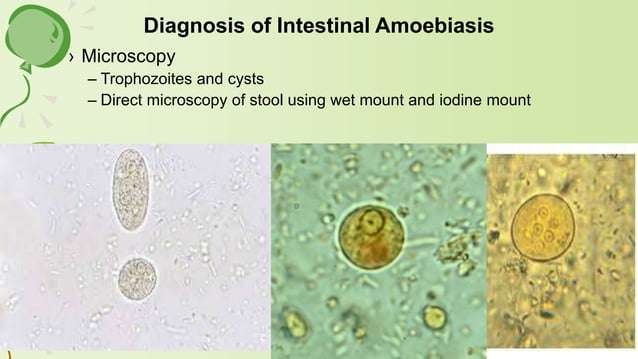 Diagnosis of Intestinal Amoebiasis
› Microscopy
– Trophozoites and cysts
– Direct microscopy of stool using wet mount and iodine mount